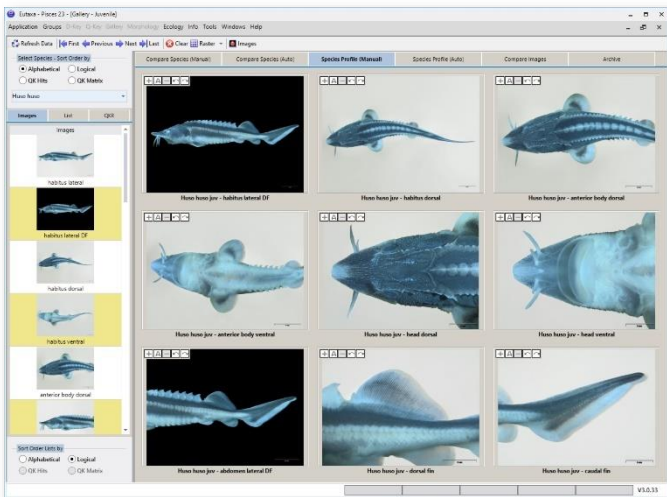 Eutaxa - Pisces 23 - [Gallery - Juvenile]
Application Groups Q-Key Gallery Morphology Ecology Info Tools Windows Help
Refresh Data First Previous Next Last Clear Raster Images
Select Species - Sort Order by
Alphabetical Logical
QK Hits QK Matrix
Huso huso
Images List QKR
Images
habitus lateral
habitus lateral DF
habitus dorsal
habitus ventral
anterior body dorsal
Sort Order Lists by
Alphabetical Logical
QK Hits QK Matrix
Compare Species (Manual) Compare Species (Auto) Species Profile (Manual) Species Profile (Auto) Compare Images Archive
Huso huso juv - habitus lateral DF Huso huso juv - habitus dorsal Huso huso juv - anterior body dorsal
Huso huso juv - anterior body ventral Huso huso juv - head dorsal Huso huso juv - head ventral
Huso huso juv - abdomen lateral DF Huso huso juv - dorsal fin Huso huso juv - caudal fin
V3.0.15